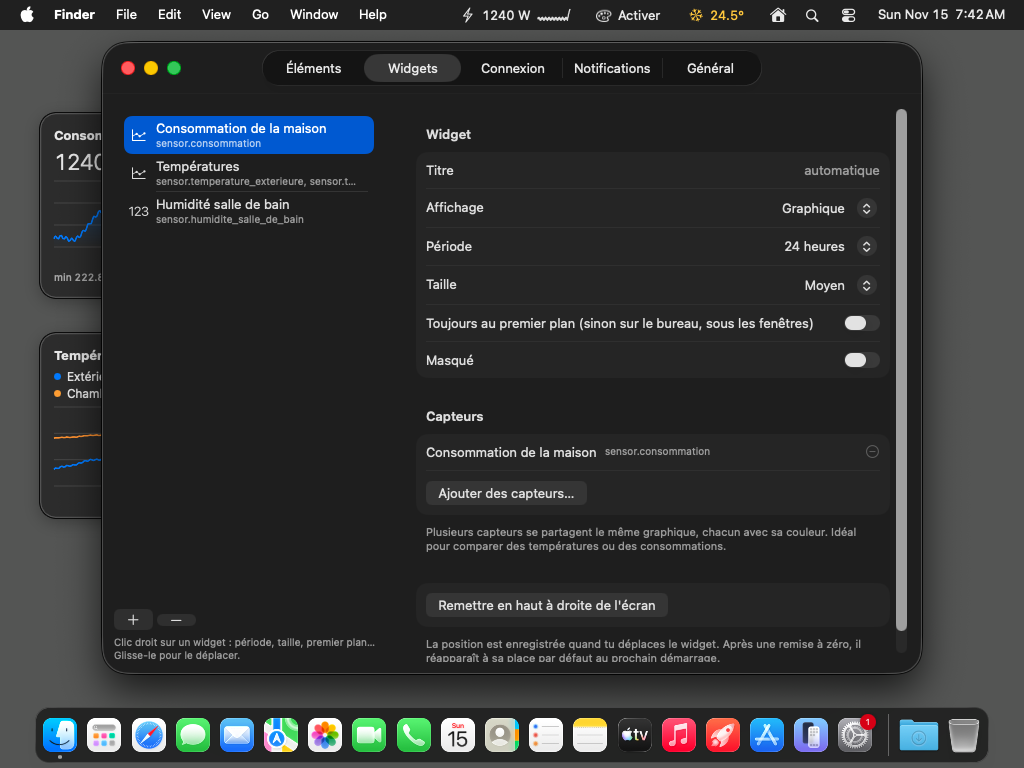 Finder File Edit View Go Window Help 1240 W Activer 24.5° Sun Nov 15 7:42 AM
Éléments Widgets Connexion Notifications Général
Conson
1240
min 222.8
Tempér
Extérie
Cham
Consommation de la maison
sensor.consommation
Températures
sensor.temperature_exterieure, sensor.t...
123 Humidité salle de bain
sensor.humidite_salle_de_bain
Widget
Titre automatique
Affichage Graphique
Période 24 heures
Taille Moyen
Toujours au premier plan (sinon sur le bureau, sous les fenêtres)
Masqué
Capteurs
Consommation de la maison sensor.consommation
Ajouter des capteurs...
Plusieurs capteurs se partagent le même graphique, chacun avec sa couleur. Idéal
pour comparer des températures ou des consommations.
Remettre en haut à droite de l'écran
La position est enregistrée quand tu déplaces le widget. Après une remise à zéro, il
réapparaît à sa place par défaut au prochain démarrage.
+ −
Clic droit sur un widget : période, taille, premier plan...
Glisse-le pour le déplacer.
Sun
15
tv
1